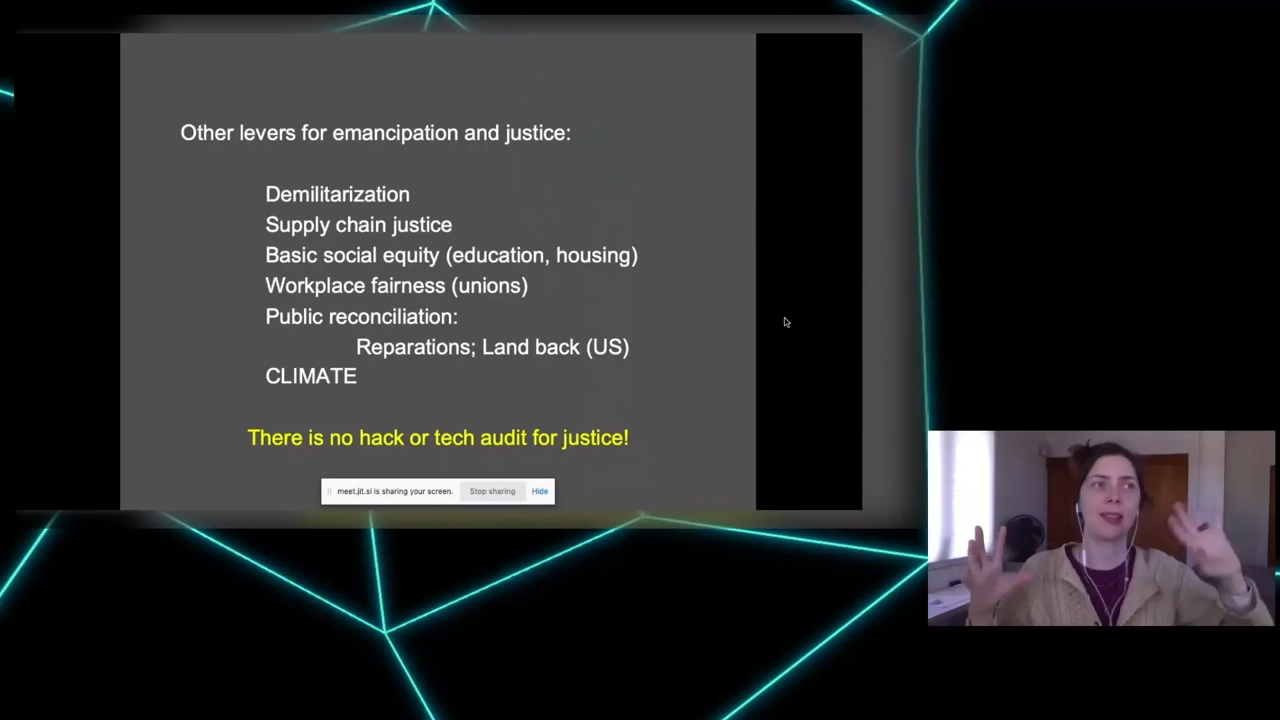 Other levers for emancipation and justice:
Demilitarization
Supply chain justice
Basic social equity (education, housing)
Workplace fairness (unions)
Public reconciliation:
Reparations; Land back (US)
CLIMATE
There is no hack or tech audit for justice!
meet.jit.si is sharing your screen. Stop sharing Hide